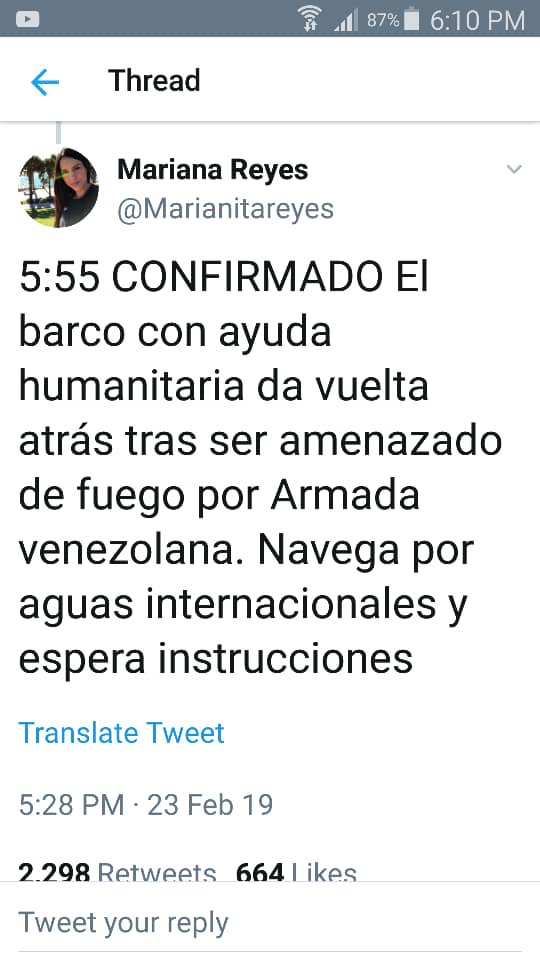 87% 6:10 PM
Thread
Mariana Reyes
@Marianitareyes
5:55 CONFIRMADO El
barco con ayuda
humanitaria da vuelta
atrás tras ser amenazado
de fuego por Armada
venezolana. Navega por
aguas internacionales y
espera instrucciones
Translate Tweet
5:28 PM · 23 Feb 19
2,298 Retweets 664 Likes
Tweet your reply